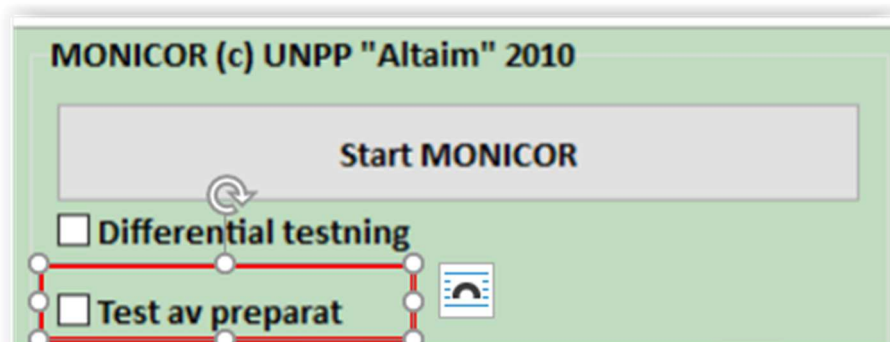 MONICOR (c) UNPP "Altaim" 2010
Start MONICOR
Differential testning
Test av preparat